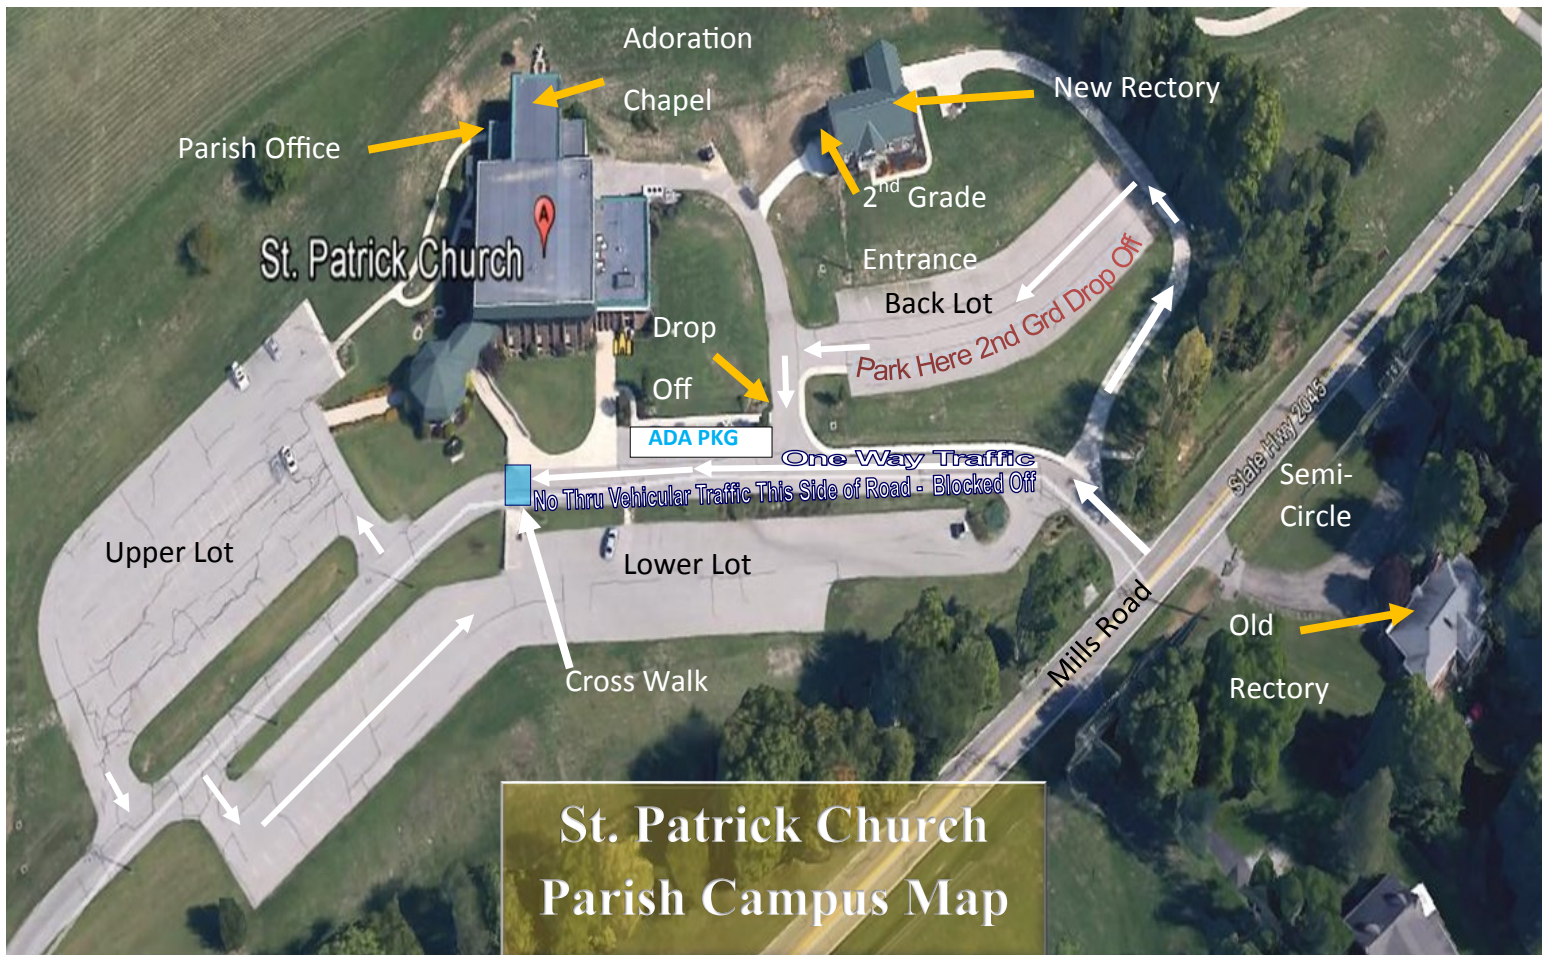 Adoration
Chapel
New Rectory
Parish Office
2nd Grade
Entrance
A
St. Patrick Church
Back Lot
Park Here 2nd Grd Drop Off
Drop
Off
ADA PKG
One Way Traffic
No Thru Vehicular Traffic This Side of Road - Blocked Off
State Hwy 2045
Semi-
Circle
Upper Lot
Lower Lot
Mills Road
Old
Rectory
Cross Walk
St. Patrick Church
Parish Campus Map